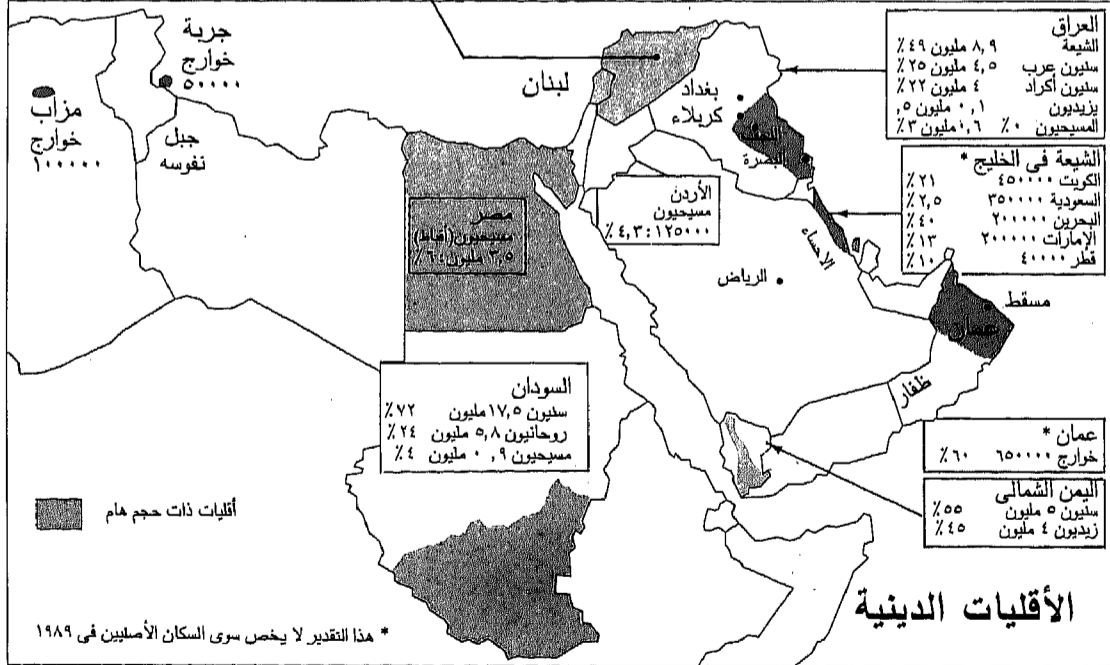 العراق
الشيعة ٨,٩ مليون ٤٩٪
سنيون عرب ٤,٥ مليون ٢٥٪
سنيون أكراد ٤ مليون ٢٢٪
يزيديون ٠,١ مليون ٥,
المسيحيون ٠٪ ٠,٦ مليون ٣٪
الشيعة فى الخليج *
الكويت ٤٥٠٠٠٠ ٢١٪
السعودية ٣٥٠٠٠٠ ٢,٥٪
البحرين ٢٠٠٠٠٠ ٤٠٪
الإمارات ٢٠٠٠٠٠ ١٣٪
قطر ٤٠٠٠٠ ١٠٪
لبنان
بغداد
كربلاء
البصرة
جربة
خوارج
٥٠٠٠٠
مزاب
خوارج
١٠٠٠٠٠
جبل
نفوسه
الأردن
مسيحيون
١٢٥٠٠٠: ٤,٣٪
مصر
مسيحيون (أقباط)
٣,٥ مليون: ٦٪
الاحساء
الرياض
مسقط
عمان
ظفار
السودان
سنيون ١٧,٥ مليون ٧٢٪
روحانيون ٥,٨ مليون ٢٤٪
مسيحيون ٠,٩ مليون ٤٪
عمان *
خوارج ٦٥٠٠٠٠ ٦٠٪
اليمن الشمالى
سنيون ٥ مليون ٥٥٪
زيديون ٤ مليون ٤٥٪
أقليات ذات حجم هام
الأقليات الدينية
* هذا التقدير لا يخص سوى السكان الأصليين فى ١٩٨٩